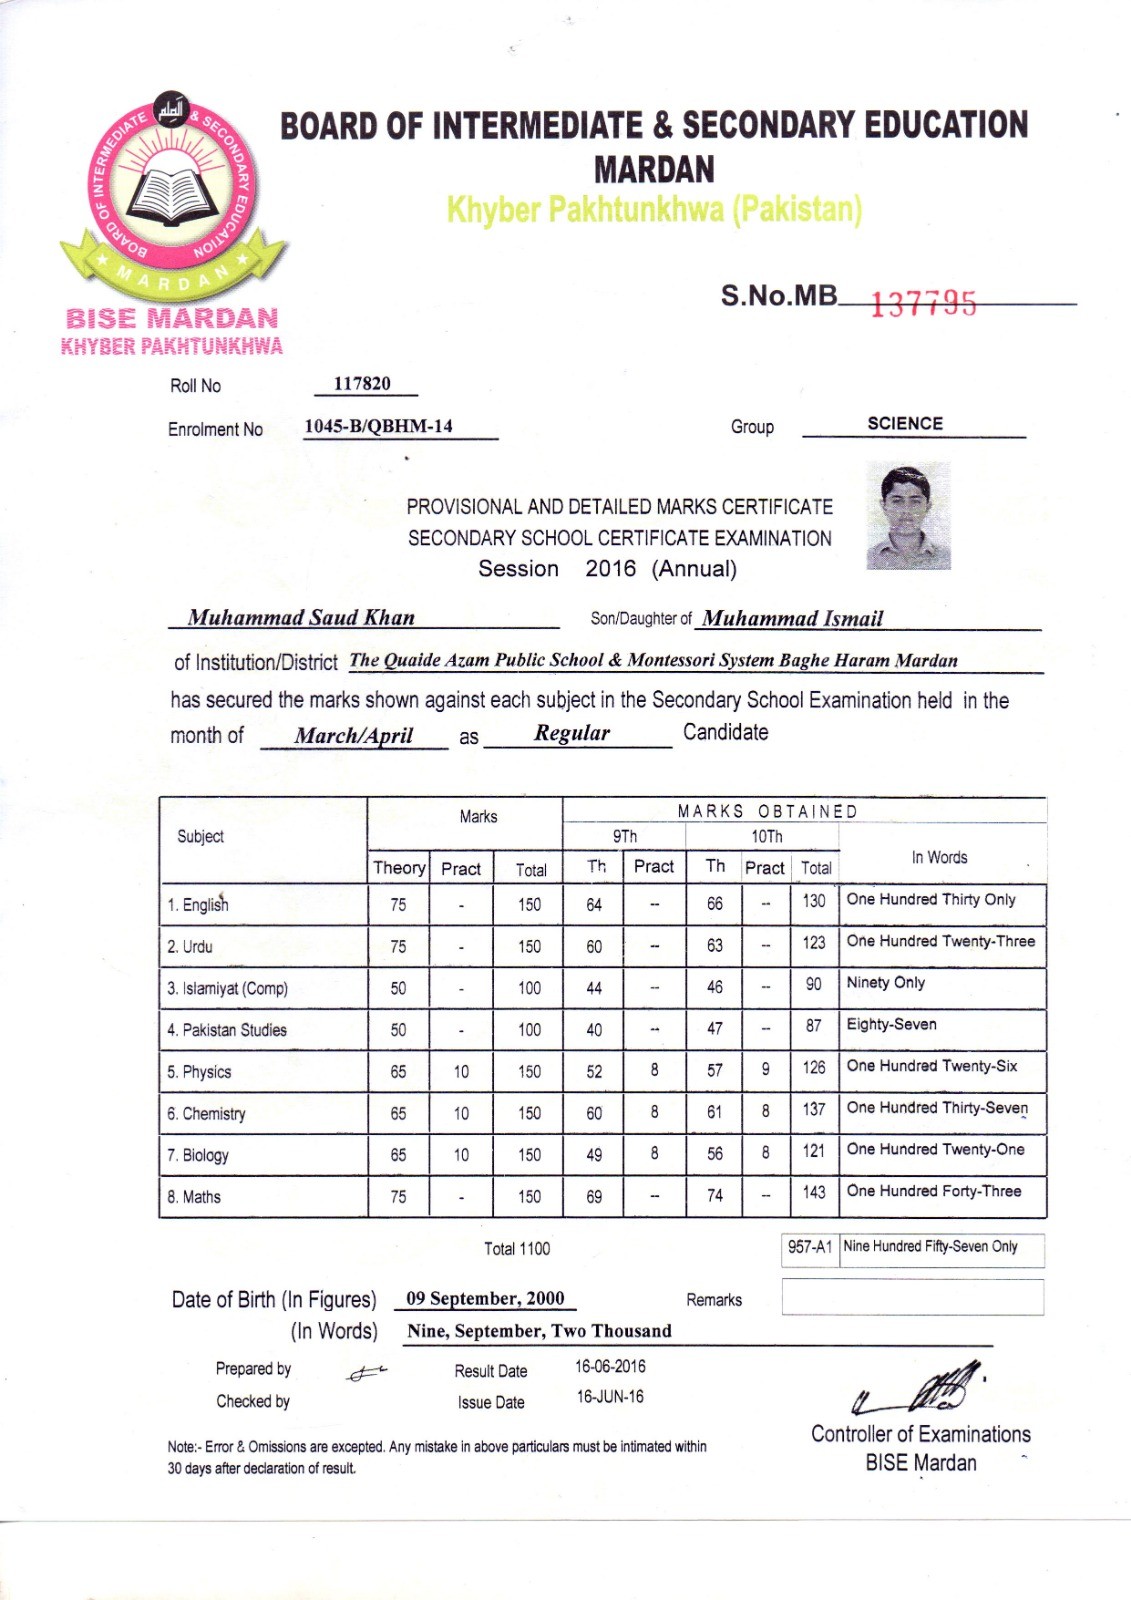 العلم
BOARD OF INTERMEDIATE & SECONDARY EDUCATION
MARDAN
BISE MARDAN
KHYBER PAKHTUNKHWA
BOARD OF INTERMEDIATE & SECONDARY EDUCATION
MARDAN
Khyber Pakhtunkhwa (Pakistan)
S.No.MB 137795
Roll No 117820
Enrolment No 1045-B/QBHM-14 Group SCIENCE
PROVISIONAL AND DETAILED MARKS CERTIFICATE
SECONDARY SCHOOL CERTIFICATE EXAMINATION
Session 2016 (Annual)
Muhammad Saud Khan Son/Daughter of Muhammad Ismail
of Institution/District The Quaide Azam Public School & Montessori System Baghe Haram Mardan
has secured the marks shown against each subject in the Secondary School Examination held in the
month of March/April as Regular Candidate
Subject Marks MARKS OBTAINED
9Th 10Th In Words
Theory Pract Total Th Pract Th Pract Total
1. English 75 - 150 64 -- 66 -- 130 One Hundred Thirty Only
2. Urdu 75 - 150 60 -- 63 -- 123 One Hundred Twenty-Three
3. Islamiyat (Comp) 50 - 100 44 -- 46 -- 90 Ninety Only
4. Pakistan Studies 50 - 100 40 -- 47 -- 87 Eighty-Seven
5. Physics 65 10 150 52 8 57 9 126 One Hundred Twenty-Six
6. Chemistry 65 10 150 60 8 61 8 137 One Hundred Thirty-Seven
7. Biology 65 10 150 49 8 56 8 121 One Hundred Twenty-One
8. Maths 75 - 150 69 -- 74 -- 143 One Hundred Forty-Three
Total 1100 957-A1 Nine Hundred Fifty-Seven Only
Date of Birth (In Figures) 09 September, 2000 Remarks
(In Words) Nine, September, Two Thousand
Prepared by Result Date 16-06-2016
Checked by Issue Date 16-JUN-16
Controller of Examinations
BISE Mardan
Note:- Error & Omissions are excepted. Any mistake in above particulars must be intimated within
30 days after declaration of result.